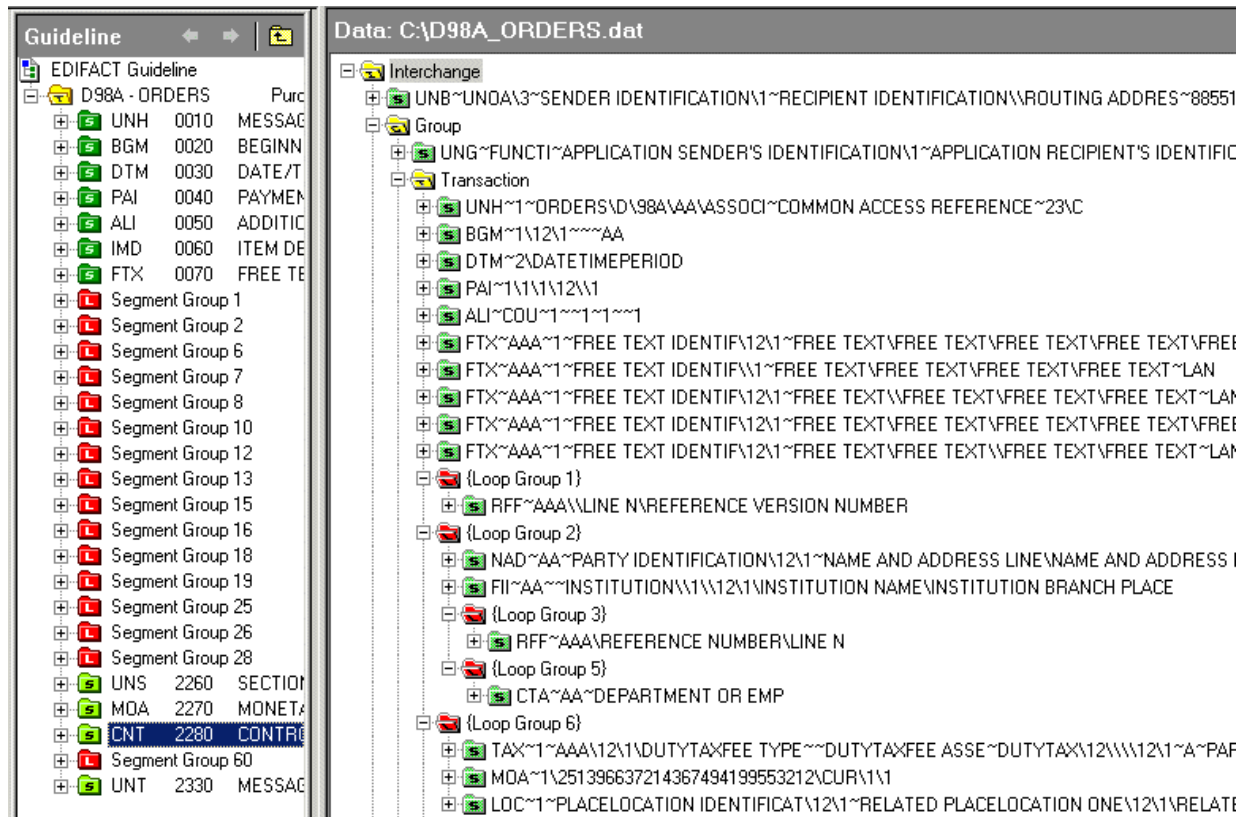 Guideline
EDIFACT Guideline
D98A - ORDERS Purc
UNH 0010 MESSAG
BGM 0020 BEGINN
DTM 0030 DATE/T
PAI 0040 PAYMEN
ALI 0050 ADDITIO
IMD 0060 ITEM DE
FTX 0070 FREE TE
Segment Group 1
Segment Group 2
Segment Group 6
Segment Group 7
Segment Group 8
Segment Group 10
Segment Group 12
Segment Group 13
Segment Group 15
Segment Group 16
Segment Group 18
Segment Group 19
Segment Group 25
Segment Group 26
Segment Group 28
UNS 2260 SECTION
MOA 2270 MONETA
CNT 2280 CONTRO
Segment Group 60
UNT 2330 MESSAG
Data: C:\D98A_ORDERS.dat
Interchange
UNB~UNOA\3~SENDER IDENTIFICATION\1~RECIPIENT IDENTIFICATION\\ROUTING ADDRES~88551
Group
UNG~FUNCTI~APPLICATION SENDER'S IDENTIFICATION\1~APPLICATION RECIPIENT'S IDENTIFIC
Transaction
UNH~1~ORDERS\D\98A\AA\ASSOCI~COMMON ACCESS REFERENCE~23\C
BGM~1\12\1~~~AA
DTM~2\DATETIMEPERIOD
PAI~1\1\1\12\\1
ALI~COU~1~~1~1~~1
FTX~AAA~1~FREE TEXT IDENTIF\12\1~FREE TEXT\FREE TEXT\FREE TEXT\FREE TEXT\FREE
FTX~AAA~1~FREE TEXT IDENTIF\\1~FREE TEXT\FREE TEXT\FREE TEXT\FREE TEXT~LAN
FTX~AAA~1~FREE TEXT IDENTIF\12\1~FREE TEXT\\FREE TEXT\FREE TEXT\FREE TEXT~LAN
FTX~AAA~1~FREE TEXT IDENTIF\12\1~FREE TEXT\FREE TEXT\FREE TEXT\FREE TEXT\FREE
FTX~AAA~1~FREE TEXT IDENTIF\12\1~FREE TEXT\FREE TEXT\\FREE TEXT\FREE TEXT~LAN
{Loop Group 1}
RFF~AAA\\LINE N\REFERENCE VERSION NUMBER
{Loop Group 2}
NAD~AA~PARTY IDENTIFICATION\12\1~NAME AND ADDRESS LINE\NAME AND ADDRESS
FII~AA~~INSTITUTION\\1\\12\1\INSTITUTION NAME\INSTITUTION BRANCH PLACE
{Loop Group 3}
RFF~AAA\REFERENCE NUMBER\LINE N
{Loop Group 5}
CTA~AA~DEPARTMENT OR EMP
{Loop Group 6}
TAX~1~AAA\12\1\DUTYTAXFEE TYPE~~DUTYTAXFEE ASSE~DUTYTAX\12\\\\12\1~A~PAR
MOA~1\2513966372143674941995532​12\CUR\1\1
LOC~1~PLACELOCATION IDENTIFICAT\12\1~RELATED PLACELOCATION ONE\12\1\RELATE